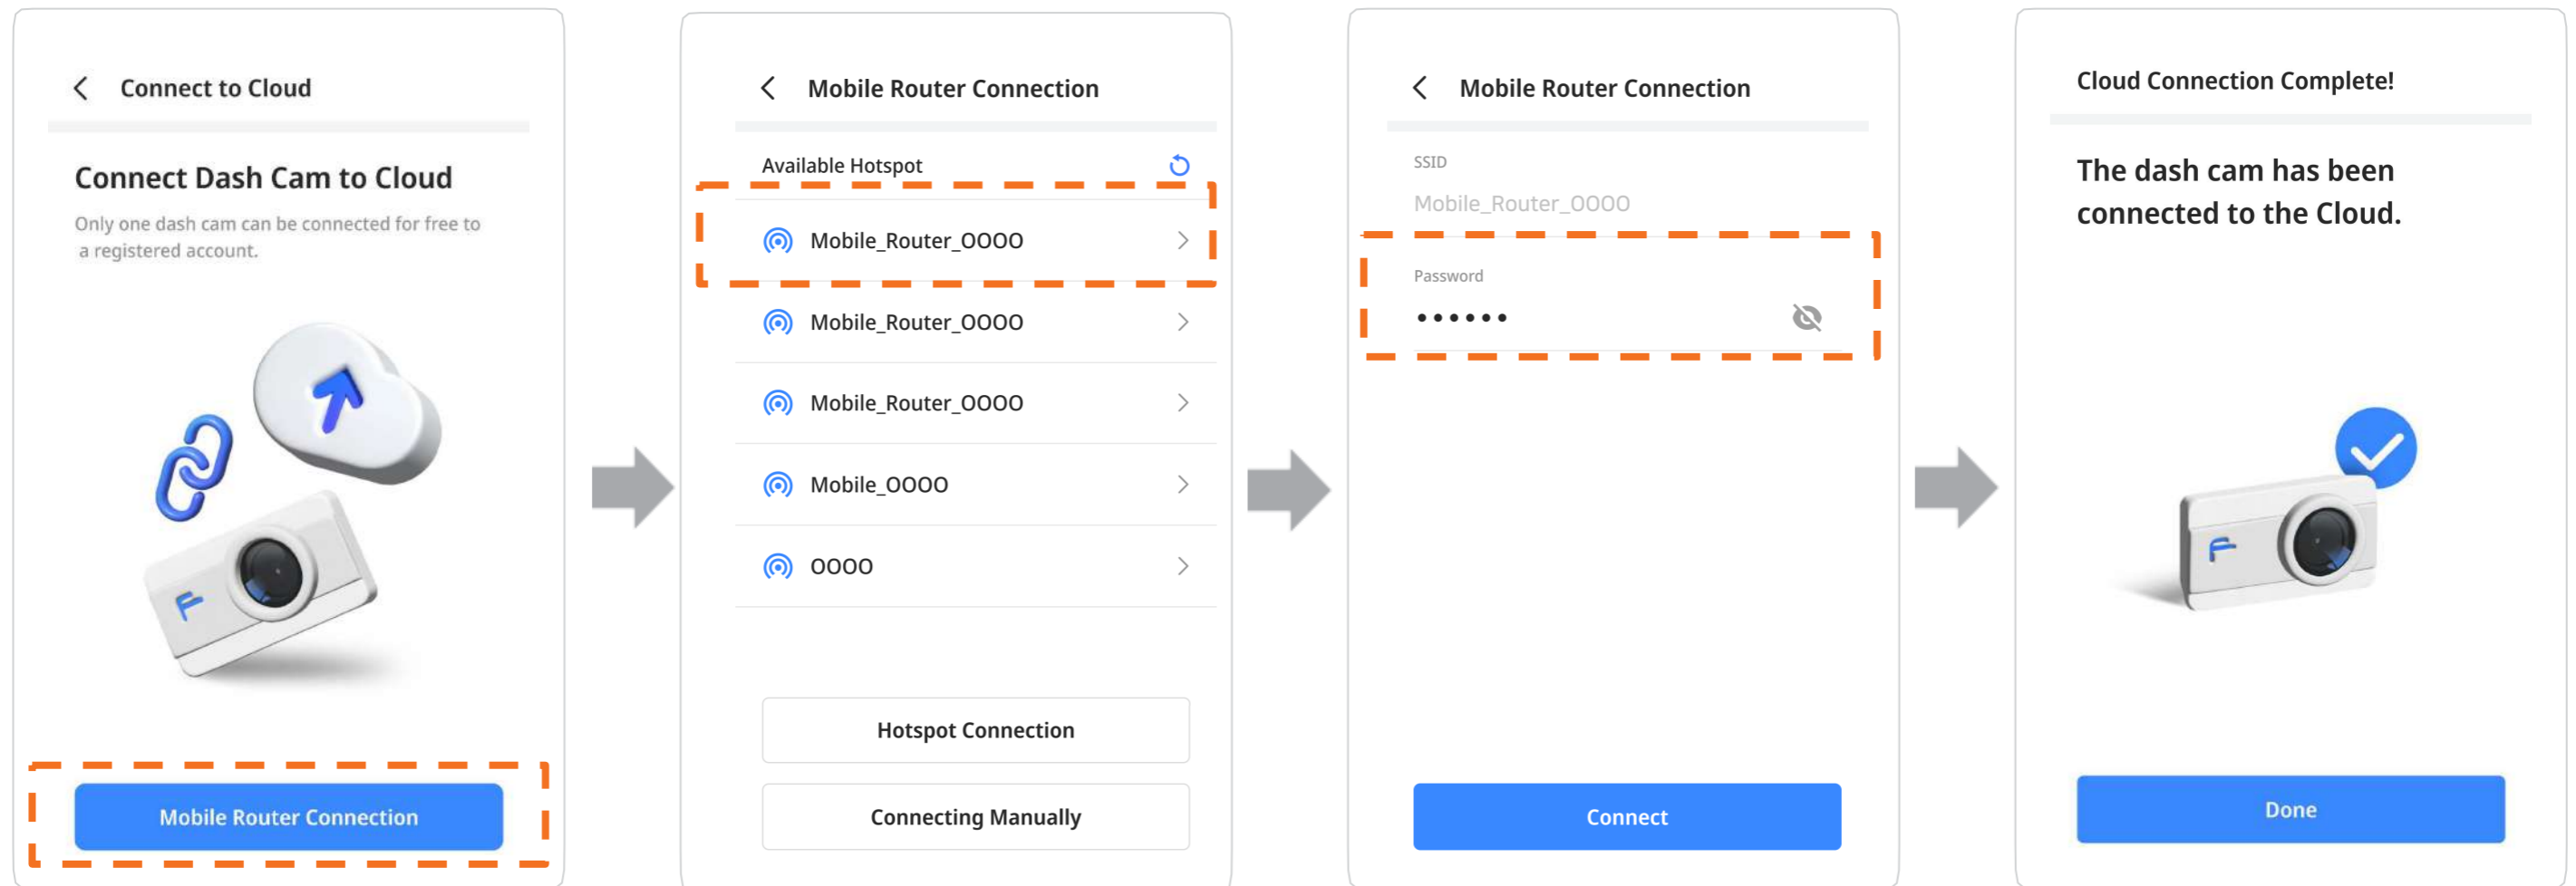 Connect to Cloud
Connect Dash Cam to Cloud
Only one dash cam can be connected for free to
a registered account.
F
Mobile Router Connection
Mobile Router Connection
Available Hotspot
Mobile_Router_OOOO
Mobile_Router_OOOO
Mobile_Router_OOOO
Mobile_OOOO
OOOO
Hotspot Connection
Connecting Manually
Mobile Router Connection
SSID
Mobile_Router_OOOO
Password
••••••
Connect
Cloud Connection Complete!
The dash cam has been
connected to the Cloud.
F
Done